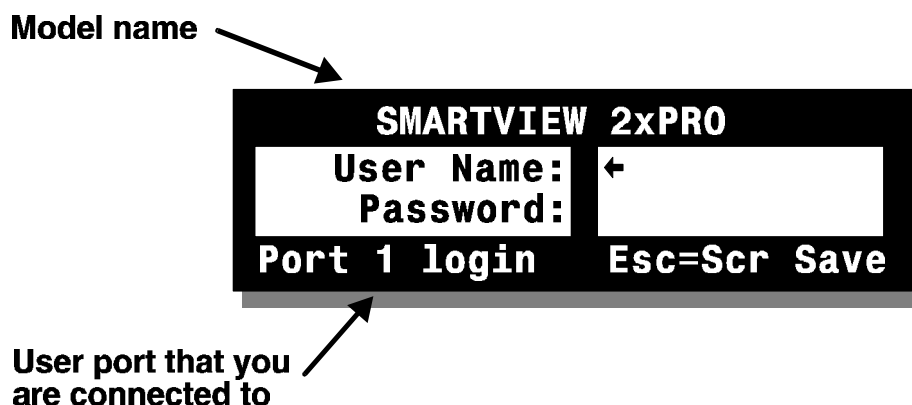 Model name
SMARTVIEW 2xPRO
User Name: ←
Password:
Port 1 login Esc=Scr Save
User port that you
are connected to